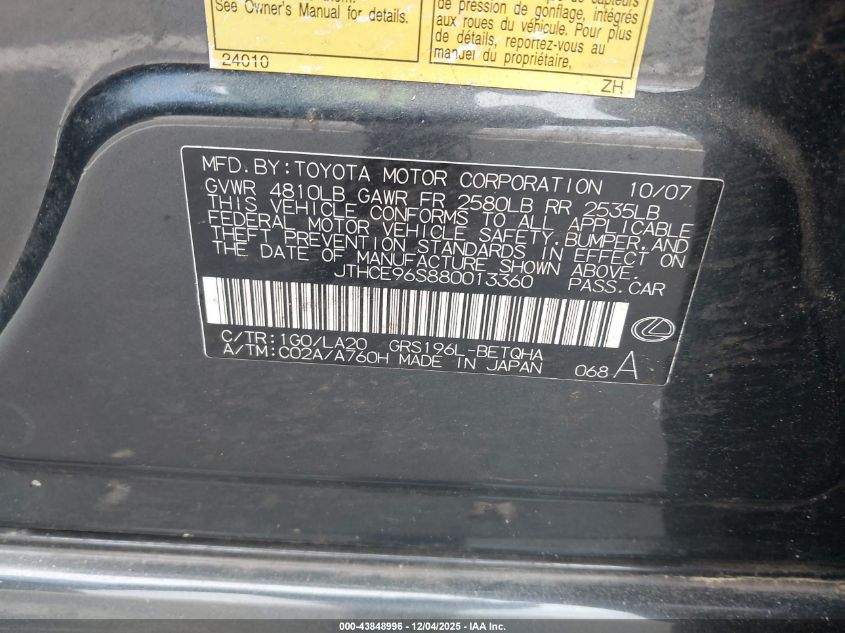 See Owner's Manual for details.
24010
de pression de gonflage, intégrés
aux roues du véhicule. Pour plus
de détails, reportez-vous au
manuel du propriétaire.
ZH
MFD.BY:TOYOTA MOTOR CORPORATION 10/07
GVWR 4810LB GAWR FR 2580LB RR 2535LB
THIS VEHICLE CONFORMS TO ALL APPLICABLE
FEDERAL MOTOR VEHICLE SAFETY,BUMPER,AND
THEFT PREVENTION STANDARDS IN EFFECT ON
THE DATE OF MANUFACTURE SHOWN ABOVE.
JTHCE96S880013360 PASS.CAR
C/TR:1G0/LA20 GRS196L-BETQHA
A/TM:C02A/A760H MADE IN JAPAN 068 A
000-43848996 - 12/04/2025 - IAA Inc.